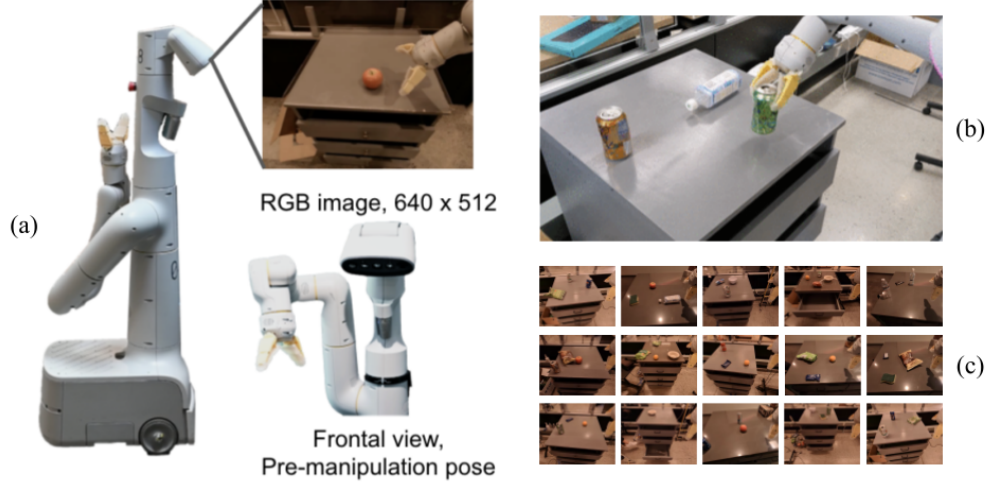 (a)
RGB image, 640 x 512
Frontal view,
Pre-manipulation pose
(b)
(c)